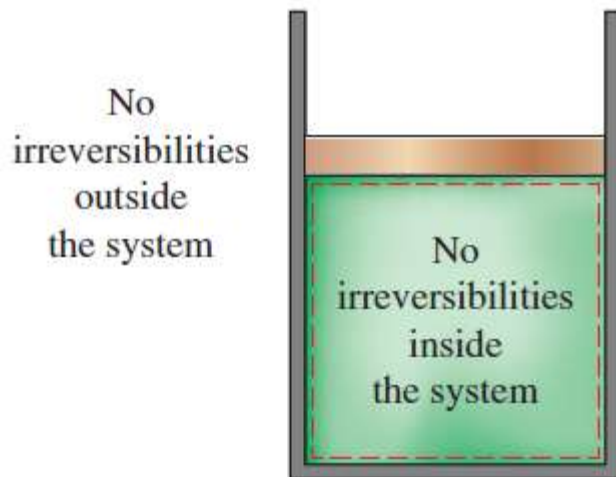 No
irreversibilities
outside
the system
No
irreversibilities
inside
the system